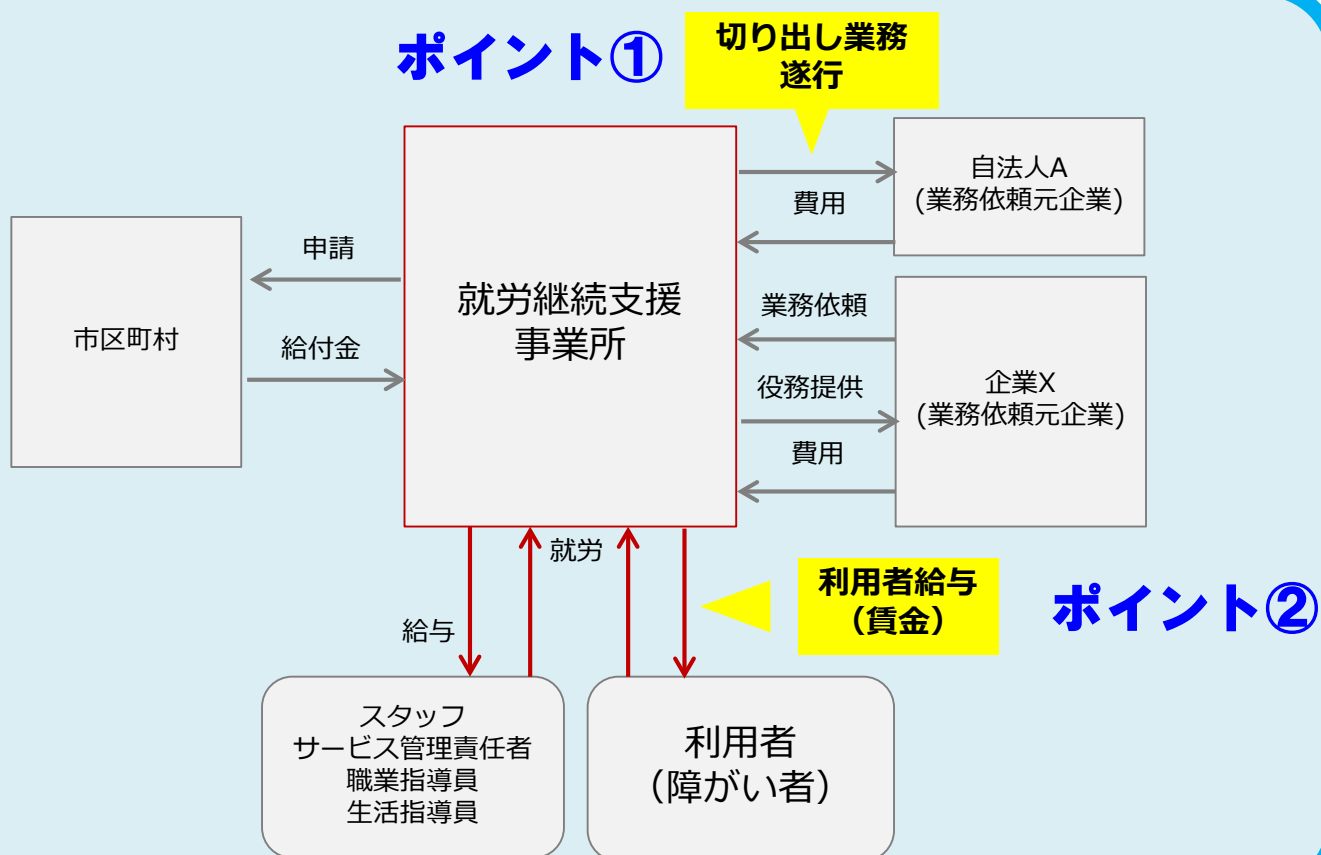 ポイント①
切り出し業務
遂行
自法人A
(業務依頼元企業)
費用
申請
市区町村
給付金
就労継続支援
事業所
業務依頼
役務提供
費用
企業X
(業務依頼元企業)
就労
給与
利用者給与
（賃金）
ポイント②
スタッフ
サービス管理責任者
職業指導員
生活指導員
利用者
（障がい者）